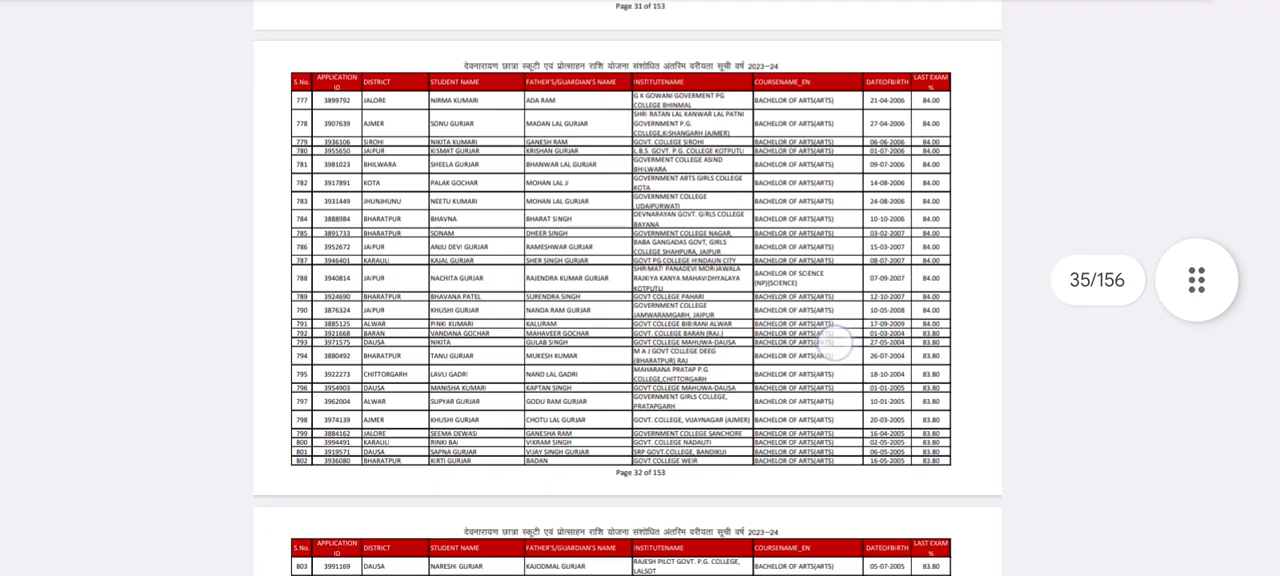 Page 31 of 153
देवनारायण छात्रा स्कूटी एवं प्रोत्साहन राशि योजना संशोधित अंतरिम वरीयता सूची वर्ष 2023-24
S.No. APPLICATION ID DISTRICT STUDENT NAME FATHER'S/GUARDIAN'S NAME INSTITUTENAME COURSENAME_EN DATEOFBIRTH LAST EXAM %
777 3899792 JALORE NIRMA KUMARI ADA RAM G K GOWANI GOVERMENT PG COLLEGE BHINMAL BACHELOR OF ARTS(ARTS) 21-04-2006 84.00
778 3907639 AJMER SONU GURJAR MADAN LAL GURJAR SHRI RATAN LAL KANWAR LAL PATNI GOVERNMENT P.G. COLLEGE,KISHANGARH (AJMER) BACHELOR OF ARTS(ARTS) 27-04-2006 84.00
779 3936106 SIROHI NIKITA KUMARI GANESH RAM GOVT. COLLEGE SIROHI BACHELOR OF ARTS(ARTS) 06-06-2006 84.00
780 3955650 JAIPUR KISMAT GURJAR KRISHAN GURJAR L.B.S. GOVT. P.G. COLLEGE KOTPUTLI BACHELOR OF ARTS(ARTS) 01-07-2006 84.00
781 3981023 BHILWARA SHEELA GURJAR BHANWAR LAL GURJAR GOVERMENT COLLEGE ASIND BHILWARA BACHELOR OF ARTS(ARTS) 09-07-2006 84.00
782 3917891 KOTA PALAK GOCHAR MOHAN LAL JI GOVERNMENT ARTS GIRLS COLLEGE KOTA BACHELOR OF ARTS(ARTS) 14-08-2006 84.00
783 3931449 JHUNJHUNU NEETU KUMARI MOHAN LAL GURJAR GOVERNMENT COLLEGE ,UDAIPURWATI BACHELOR OF ARTS(ARTS) 24-08-2006 84.00
784 3888984 BHARATPUR BHAVNA BHARAT SINGH DEVNARAYAN GOVT. GIRLS COLLEGE BAYANA BACHELOR OF ARTS(ARTS) 10-10-2006 84.00
785 3891733 BHARATPUR SONAM DHEER SINGH GOVERNMENT COLLEGE NAGAR. BACHELOR OF ARTS(ARTS) 03-02-2007 84.00
786 3952672 JAIPUR ANJU DEVI GURJAR RAMESHWAR GURJAR BABA GANGADAS GOVT, GIRLS COLLEGE SHAHPURA, JAIPUR BACHELOR OF ARTS(ARTS) 15-03-2007 84.00
787 3946401 KARAULI KAJAL GURJAR SHER SINGH GURJAR GOVT PG COLLEGE HINDAUN CITY BACHELOR OF ARTS(ARTS) 08-07-2007 84.00
788 3940814 JAIPUR NACHITA GURJAR RAJENDRA KUMAR GURJAR SHRIMATI PANADEVI MORIJAWALA RAJKIYA KANYA MAHAVIDHYALAYA KOTPUTLI BACHELOR OF SCIENCE (NP)(SCIENCE) 07-09-2007 84.00
789 3924690 BHARATPUR BHAVANA PATEL SURENDRA SINGH GOVT COLLEGE PAHARI BACHELOR OF ARTS(ARTS) 12-10-2007 84.00
790 3876324 JAIPUR KHUSHI GURJAR NANDA RAM GURJAR GOVERNMENT COLLEGE JAMWARAMGARH, JAIPUR BACHELOR OF ARTS(ARTS) 10-05-2008 84.00
791 3885125 ALWAR PINKI KUMARI KALURAM GOVT COLLEGE BIBIRANI ALWAR BACHELOR OF ARTS(ARTS) 17-09-2009 84.00
792 3921668 BARAN VANDANA GOCHAR MAHAVEER GOCHAR GOVT. COLLEGE BARAN (RAJ.) BACHELOR OF ARTS(ARTS) 01-03-2004 83.80
793 3971575 DAUSA NIKITA GULAB SINGH GOVT COLLEGE MAHUWA-DAUSA BACHELOR OF ARTS(ARTS) 27-05-2004 83.80
794 3880492 BHARATPUR TANU GURJAR MUKESH KUMAR M A J GOVT COLLEGE DEEG (BHARATPUR) RAJ BACHELOR OF ARTS(ARTS) 26-07-2004 83.80
795 3922273 CHITTORGARH LAVLI GADRI NAND LAL GADRI MAHARANA PRATAP P.G. COLLEGE,CHITTORGARH BACHELOR OF ARTS(ARTS) 18-10-2004 83.80
796 3954903 DAUSA MANISHA KUMARI KAPTAN SINGH GOVT COLLEGE MAHUWA-DAUSA BACHELOR OF ARTS(ARTS) 01-01-2005 83.80
797 3962004 ALWAR SUPYAR GURJAR GODU RAM GURJAR GOVERNMENT GIRLS COLLEGE, PRATAPGARH BACHELOR OF ARTS(ARTS) 10-01-2005 83.80
798 3974139 AJMER KHUSHI GURJAR CHOTU LAL GURJAR GOVT. COLLEGE, VIJAYNAGAR (AJMER) BACHELOR OF ARTS(ARTS) 20-03-2005 83.80
799 3884162 JALORE SEEMA DEWASI GANESHA RAM GOVERNMENT COLLEGE SANCHORE BACHELOR OF ARTS(ARTS) 16-04-2005 83.80
800 3994491 KARAULI RINKI BAI VIKRAM SINGH GOVT. COLLEGE NADAUTI BACHELOR OF ARTS(ARTS) 02-05-2005 83.80
801 3919571 DAUSA SAPNA GURJAR VIJAY SINGH GURJAR SRP GOVT.COLLEGE, BANDIKUI BACHELOR OF ARTS(ARTS) 06-05-2005 83.80
802 3936080 BHARATPUR KIRTI GURJAR BADAN GOVT COLLEGE WEIR BACHELOR OF ARTS(ARTS) 16-05-2005 83.80
Page 32 of 153
35/156
देवनारायण छात्रा स्कूटी एवं प्रोत्साहन राशि योजना संशोधित अंतरिम वरीयता सूची वर्ष 2023-24
S.No. APPLICATION ID DISTRICT STUDENT NAME FATHER'S/GUARDIAN'S NAME INSTITUTENAME COURSENAME_EN DATEOFBIRTH LAST EXAM %
803 3991169 DAUSA NARESHI GURJAR KAJODMAL GURJAR RAJESH PILOT GOVT. P.G. COLLEGE, LALSOT BACHELOR OF ARTS(ARTS) 05-07-2005 83.80